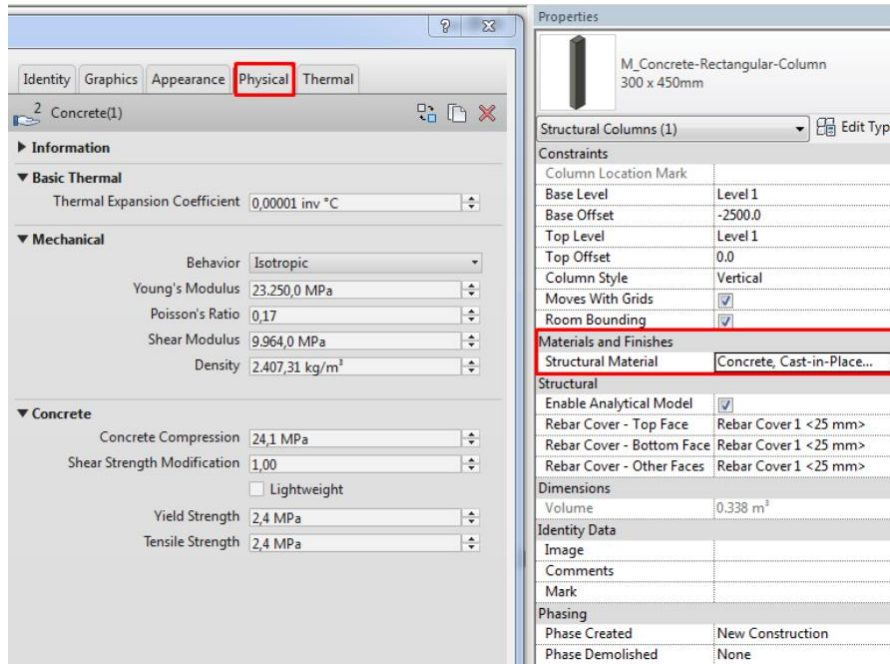 Identity Graphics Appearance Physical Thermal
2 Concrete(1)
Information
Basic Thermal
Thermal Expansion Coefficient 0,00001 inv °C
Mechanical
Behavior Isotropic
Young's Modulus 23.250,0 MPa
Poisson's Ratio 0,17
Shear Modulus 9.964,0 MPa
Density 2.407,31 kg/m³
Concrete
Concrete Compression 24,1 MPa
Shear Strength Modification 1,00
Lightweight
Yield Strength 2,4 MPa
Tensile Strength 2,4 MPa
Properties
M_Concrete-Rectangular-Column
300 x 450mm
Structural Columns (1) Edit Typ
Constraints
Column Location Mark
Base Level Level 1
Base Offset -2500.0
Top Level Level 1
Top Offset 0.0
Column Style Vertical
Moves With Grids
Room Bounding
Materials and Finishes
Structural Material Concrete, Cast-in-Place...
Structural
Enable Analytical Model
Rebar Cover - Top Face Rebar Cover 1 <25 mm>
Rebar Cover - Bottom Face Rebar Cover 1 <25 mm>
Rebar Cover - Other Faces Rebar Cover 1 <25 mm>
Dimensions
Volume 0.338 m³
Identity Data
Image
Comments
Mark
Phasing
Phase Created New Construction
Phase Demolished None